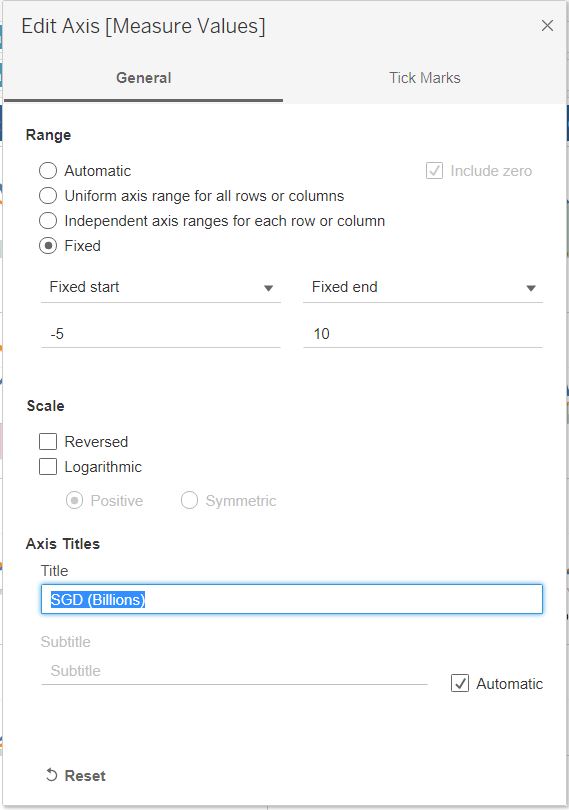 Edit Axis [Measure Values]
General
Tick Marks
Range
Automatic
Include zero
Uniform axis range for all rows or columns
Independent axis ranges for each row or column
Fixed
Fixed start
Fixed end
-5
10
Scale
Reversed
Logarithmic
Positive
Symmetric
Axis Titles
Title
SGD (Billions)
Subtitle
Subtitle
Automatic
Reset